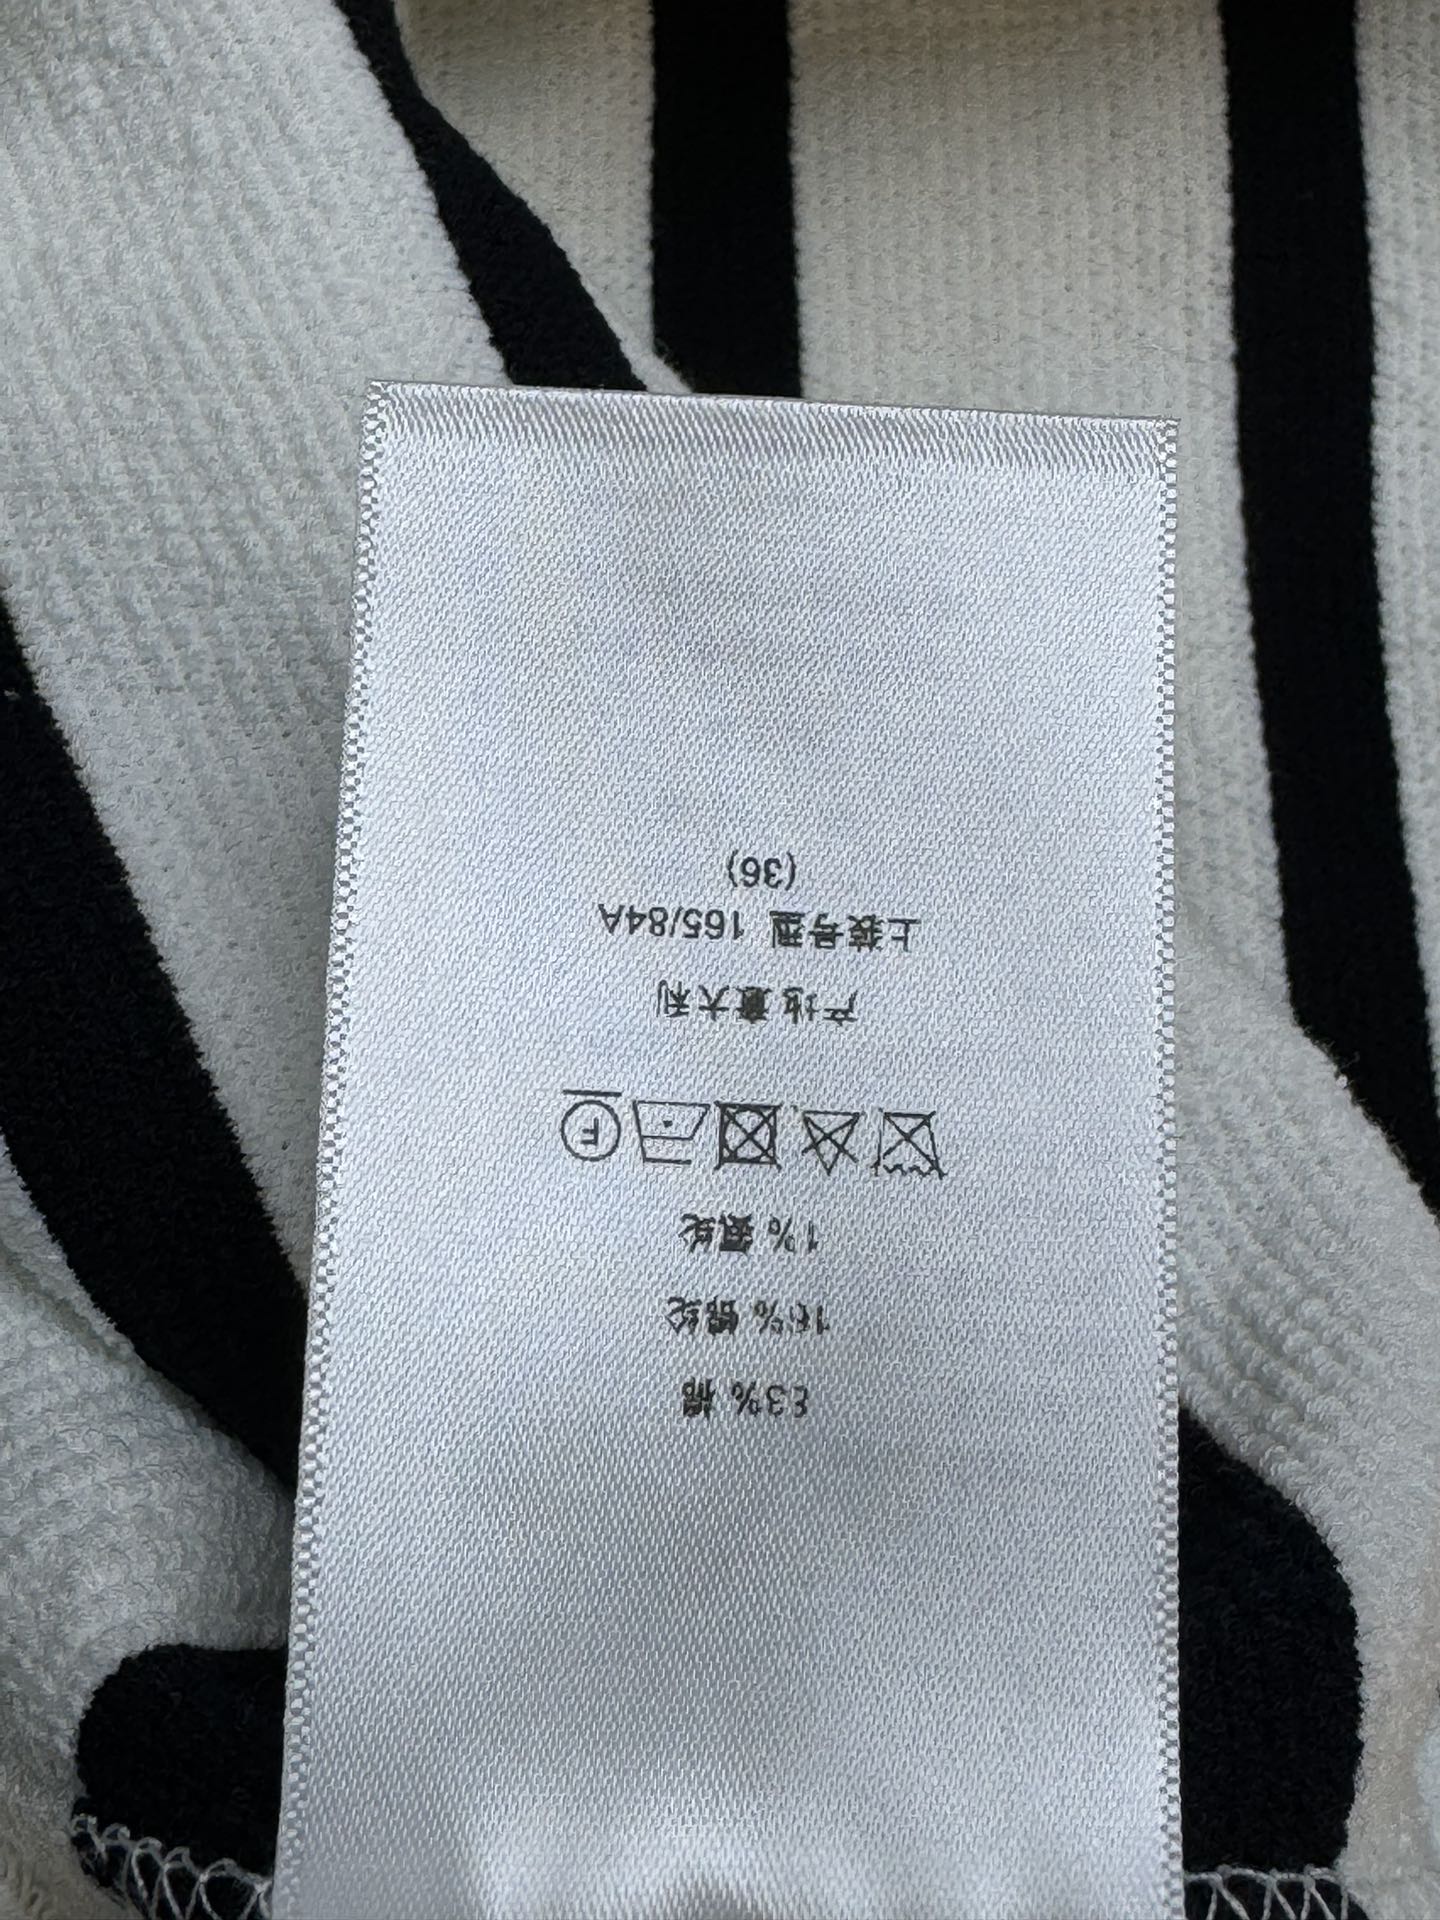 83% 棉
16% 锦纶
1% 氨纶
F
产地 意大利
上装号型 165/84A
(36)